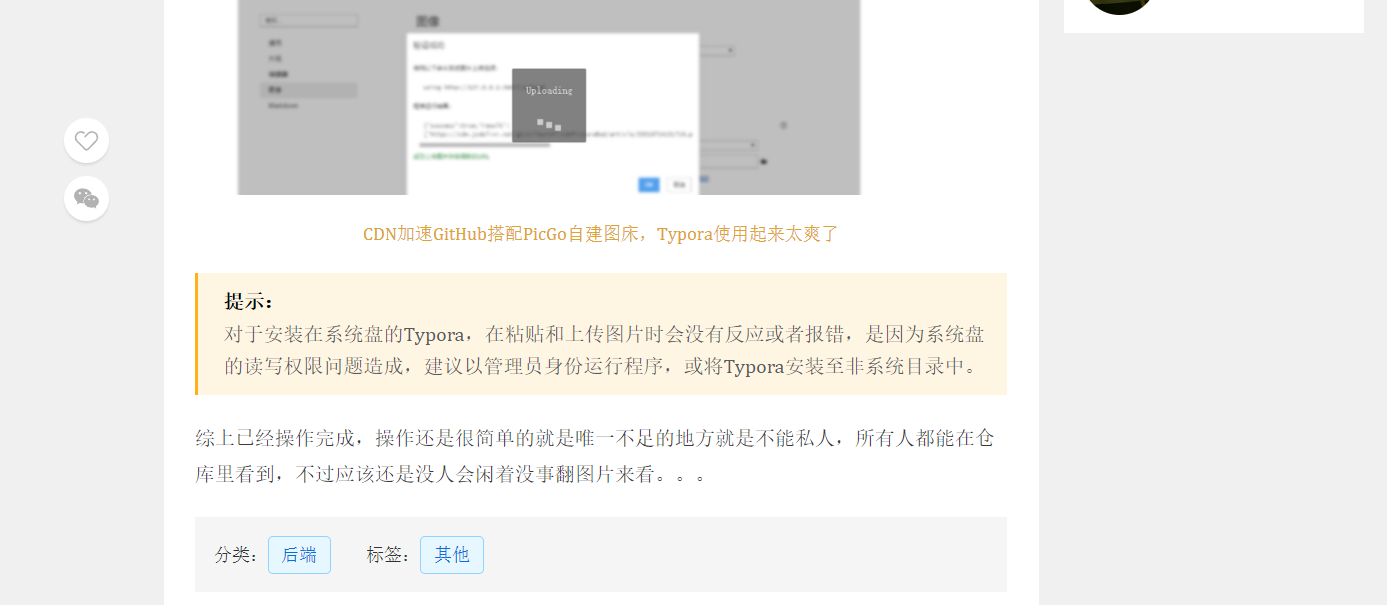 图像
Uploading
CDN加速GitHub搭配PicGo自建图床，Typora使用起来太爽了
提示：
对于安装在系统盘的Typora，在粘贴和上传图片时会没有反应或者报错，是因为系统盘
的读写权限问题造成，建议以管理员身份运行程序，或将Typora安装至非系统目录中。
综上已经操作完成，操作还是很简单的就是唯一不足的地方就是不能私人，所有人都能在仓
库里看到，不过应该还是没人会闲着没事翻图片来看。。。
分类： 后端 标签： 其他